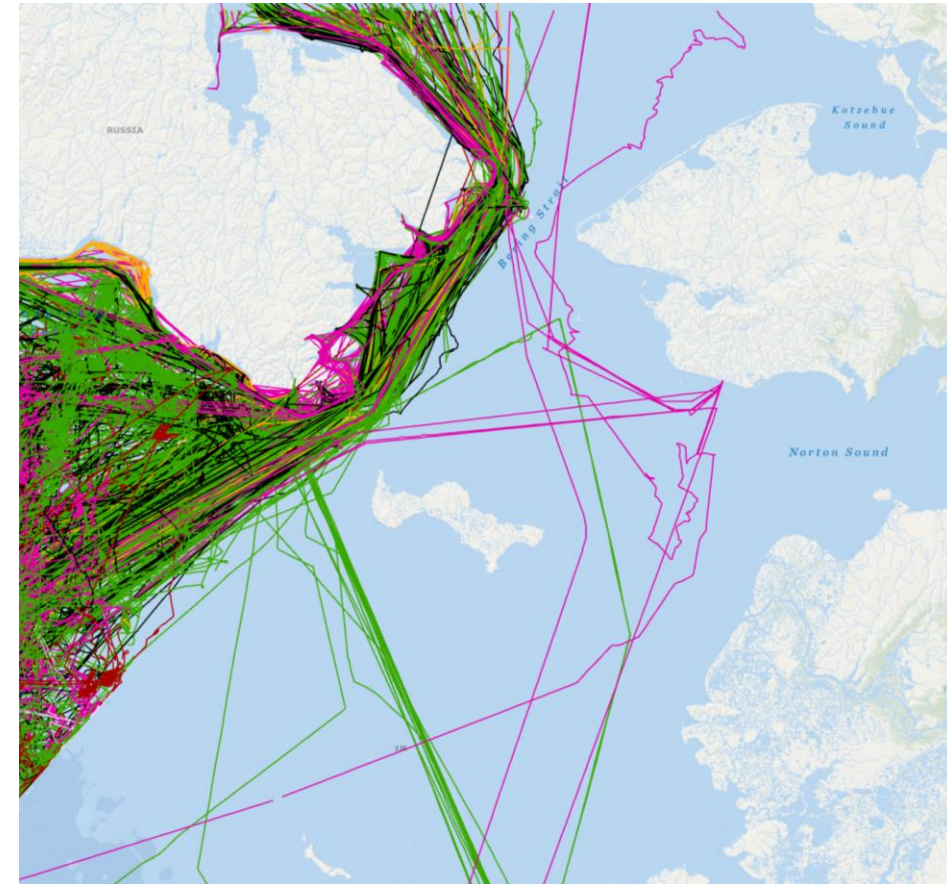 Kotzebue
Sound
RUSSIA
Bering Strait
Norton Sound